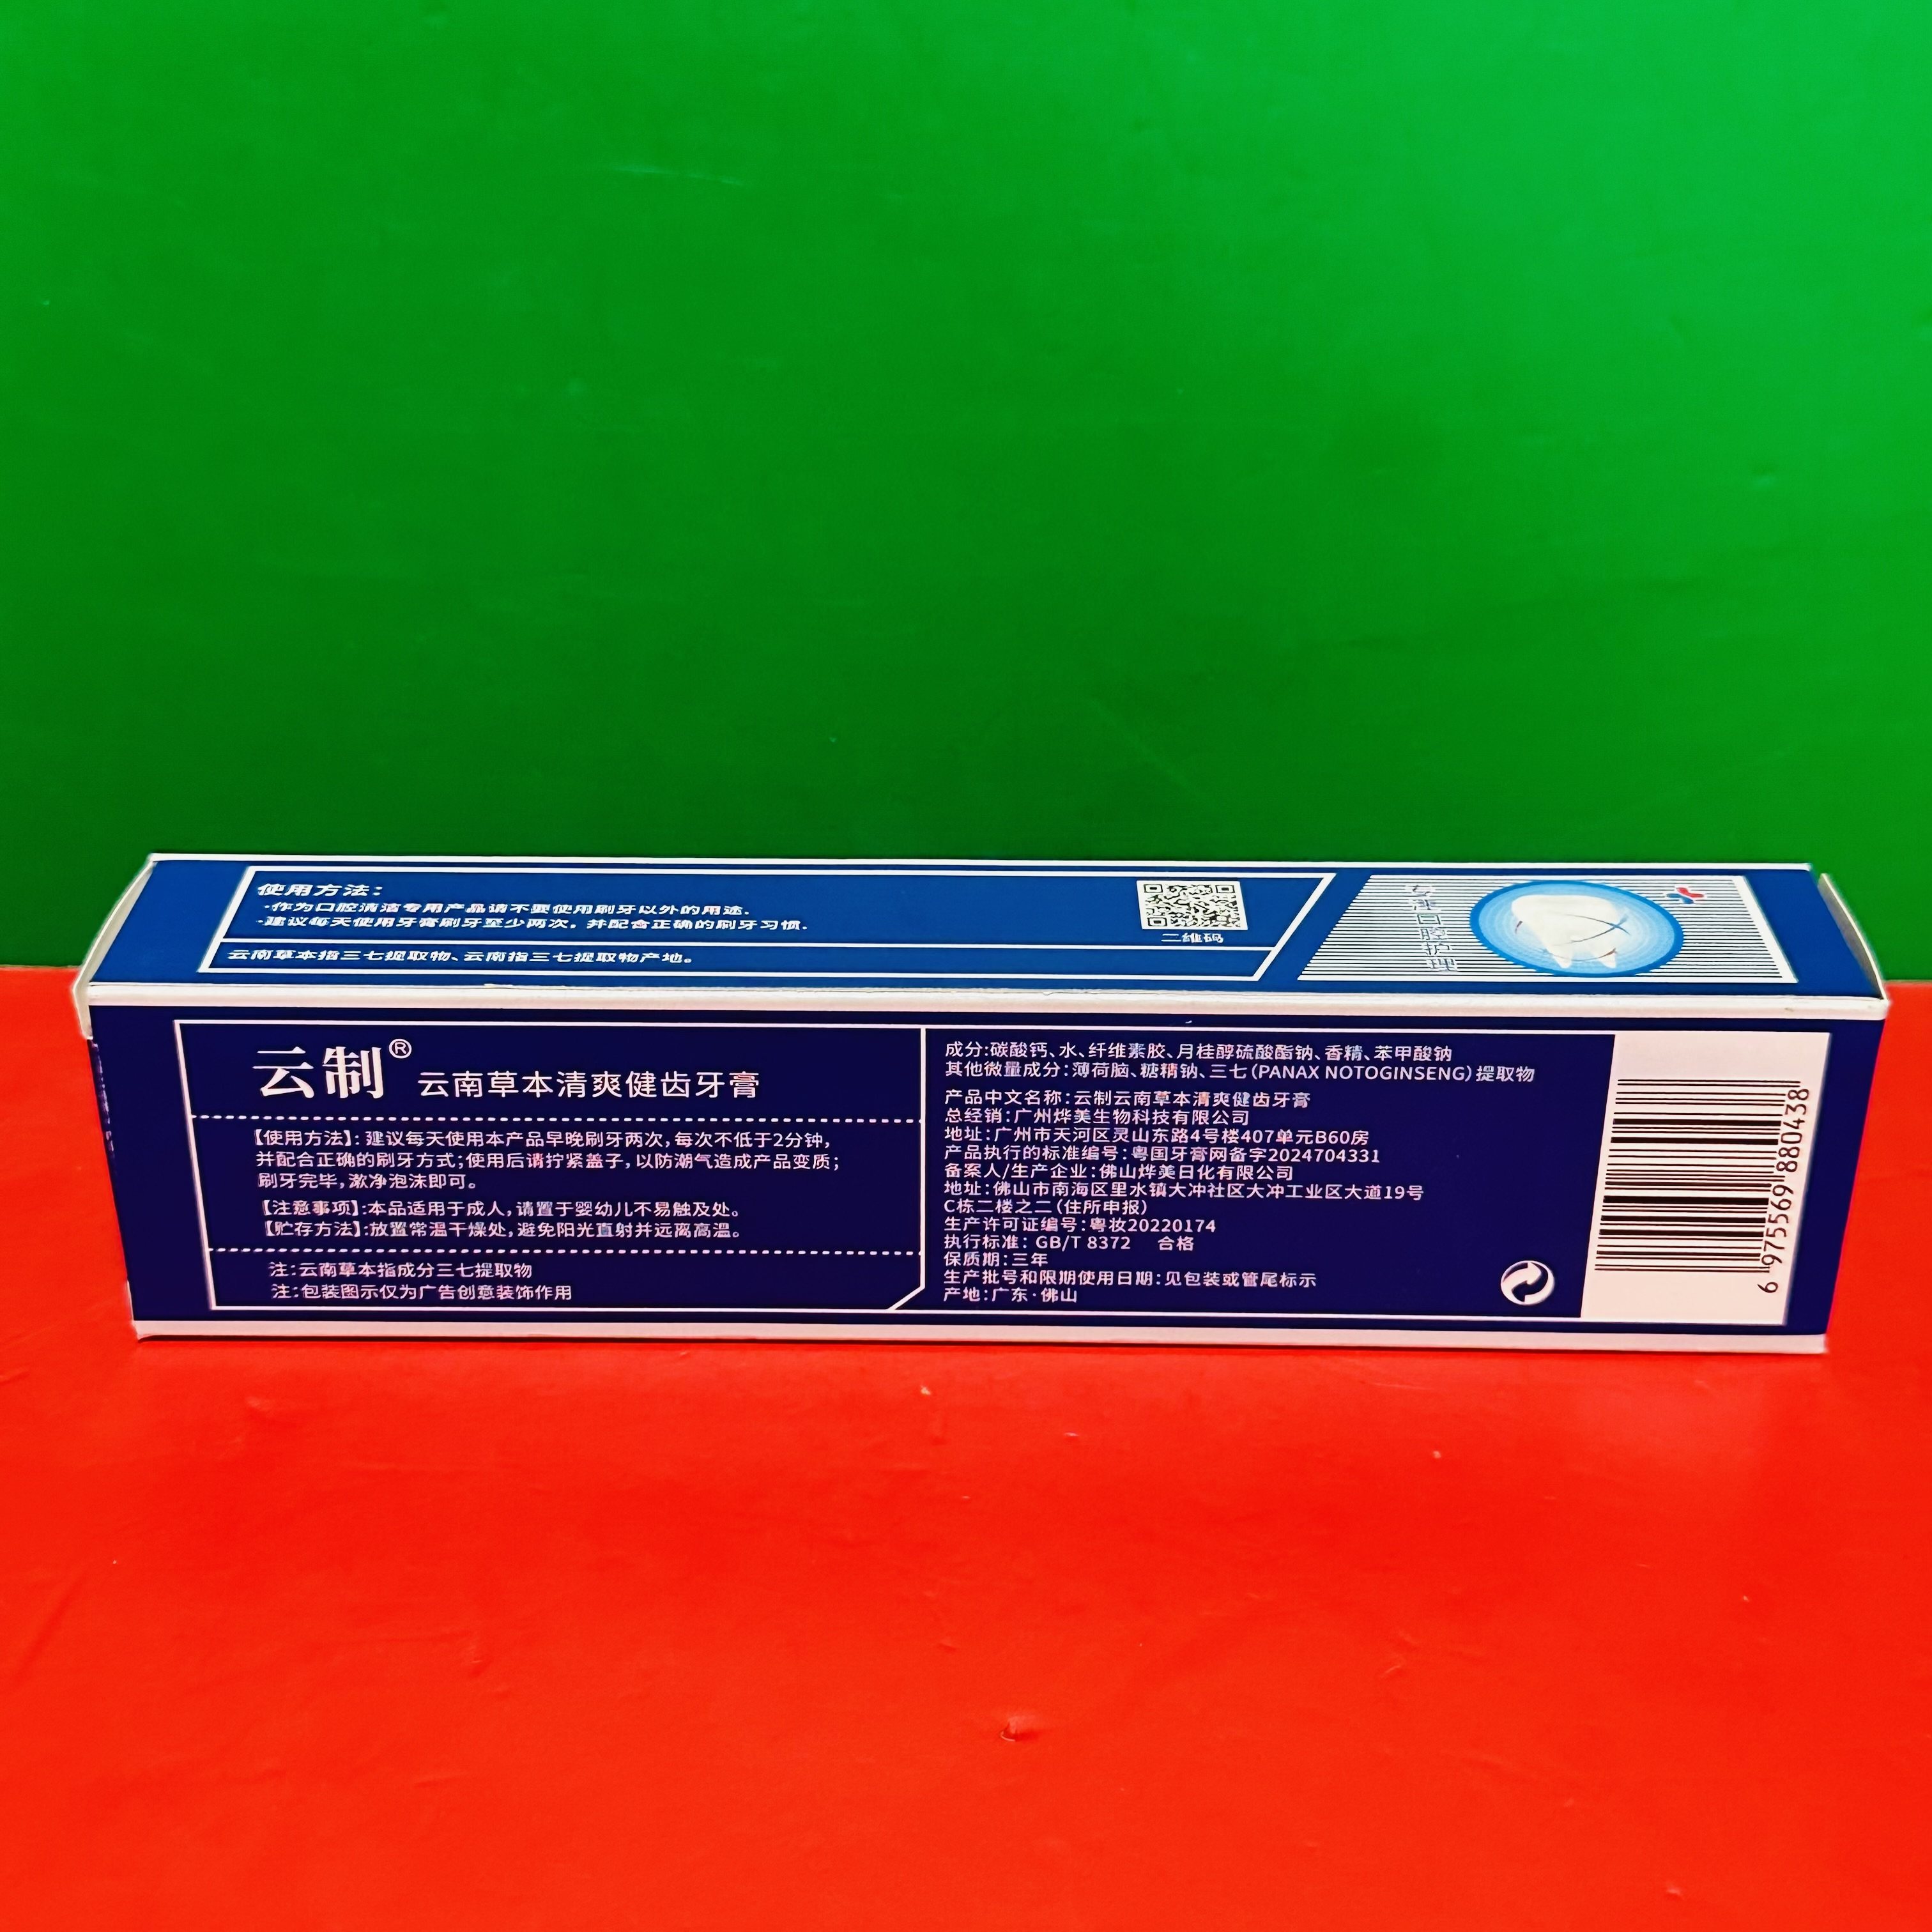 使用方法：
·作为口腔清洁专用产品请不要使用刷牙以外的用途.
·建议每天使用牙膏刷牙至少两次，并配合正确的刷牙习惯.
二维码
云南草本指三七提取物、云南指三七提取物产地。
口腔护理
云制®
云南草本清爽健齿牙膏
【使用方法】：建议每天使用本产品早晚刷牙两次，每次不低于2分钟，
并配合正确的刷牙方式；使用后请拧紧盖子，以防潮气造成产品变质；
刷牙完毕，漱净泡沫即可。
【注意事项】：本品适用于成人，请置于婴幼儿不易触及处。
【贮存方法】：放置常温干燥处，避免阳光直射并远离高温。
注：云南草本指成分三七提取物
注：包装图示仅为广告创意装饰作用
成分:碳酸钙、水、纤维素胶、月桂醇硫酸酯钠、香精、苯甲酸钠
其他微量成分：薄荷脑、糖精钠、三七（PANAX NOTOGINSENG）提取物
产品中文名称：云制云南草本清爽健齿牙膏
总经销：广州烨美生物科技有限公司
地址：广州市天河区灵山东路4号楼407单元B60房
产品执行的标准编号：粤国牙膏网备字2024704331
备案人/生产企业：佛山烨美日化有限公司
地址：佛山市南海区里水镇大冲社区大冲工业区大道19号
C栋二楼之二（住所申报）
生产许可证编号：粤妆20220174
执行标准：GB/T 8372 合格
保质期：三年
生产批号和限期使用日期：见包装或管尾标示
产地：广东·佛山
6 975569 880438